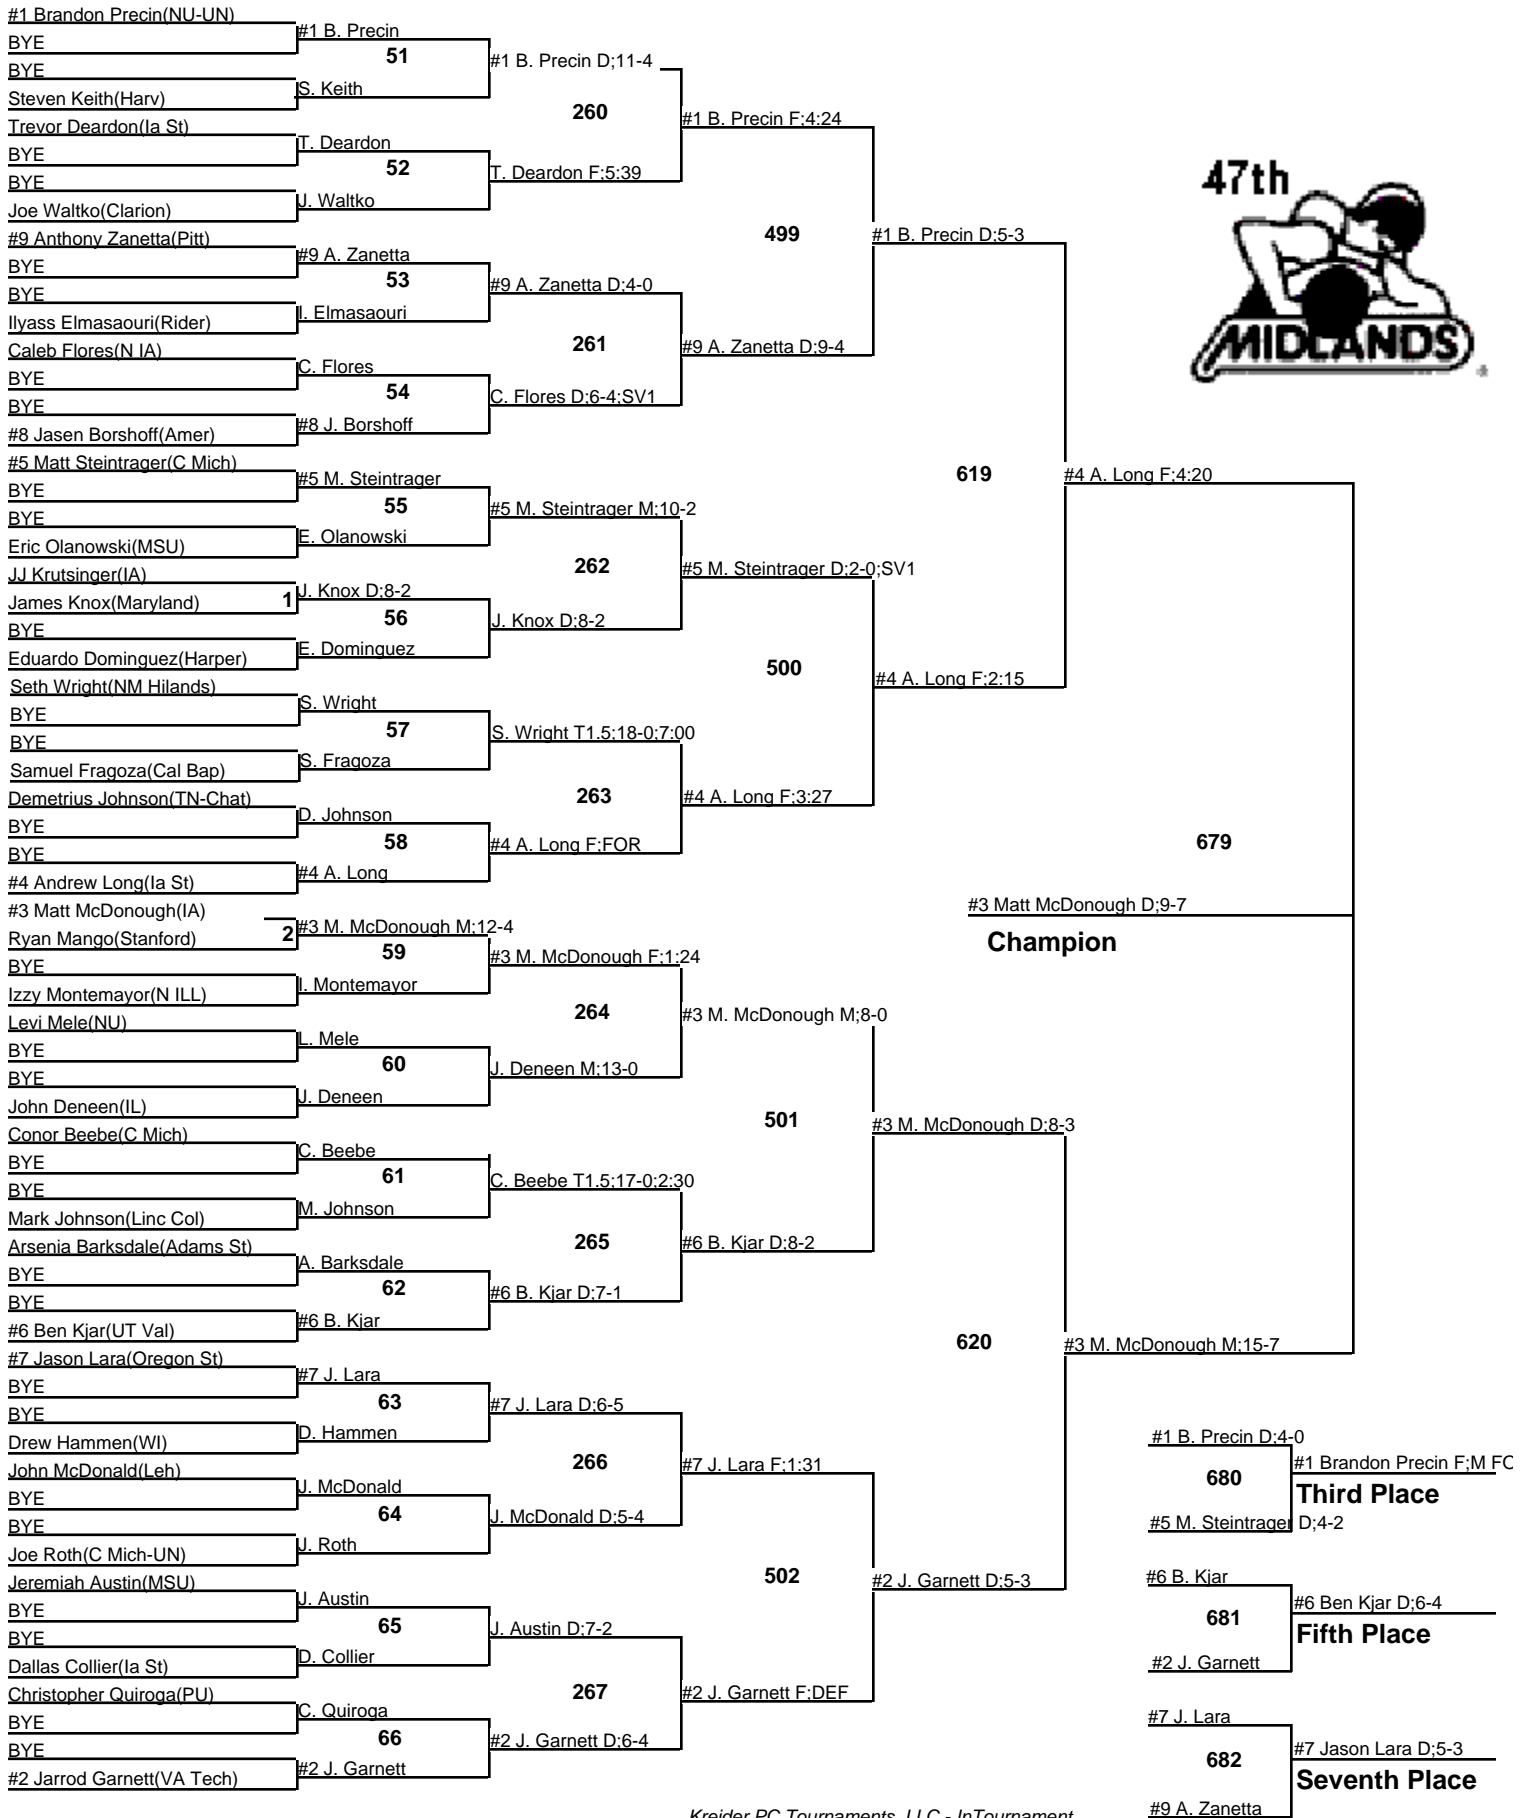 #1 Brandon Precin(NU-UN)
BYE
BYE
Steven Keith(Harv)
Trevor Deardon(Ia St)
BYE
BYE
Joe Waltko(Clarion)
#9 Anthony Zanetta(Pitt)
BYE
BYE
Ilyass Elmasaouri(Rider)
Caleb Flores(N IA)
BYE
BYE
#8 Jasen Borshoff(Amer)
#5 Matt Steintrager(C Mich)
BYE
BYE
Eric Olanowski(MSU)
JJ Krutsinger(IA)
James Knox(Maryland) 1
BYE
Eduardo Dominguez(Harper)
Seth Wright(NM Hilands)
BYE
BYE
Samuel Fragoza(Cal Bap)
Demetrius Johnson(TN-Chat)
BYE
BYE
#4 Andrew Long(Ia St)
#3 Matt McDonough(IA)
Ryan Mango(Stanford) 2
BYE
Izzy Montemayor(N ILL)
Levi Mele(NU)
BYE
BYE
John Deneen(IL)
Conor Beebe(C Mich)
BYE
BYE
Mark Johnson(Linc Col)
Arsenia Barksdale(Adams St)
BYE
BYE
#6 Ben Kjar(UT Val)
#7 Jason Lara(Oregon St)
BYE
BYE
Drew Hammen(WI)
John McDonald(Leh)
BYE
BYE
Joe Roth(C Mich-UN)
Jeremiah Austin(MSU)
BYE
BYE
Dallas Collier(Ia St)
Christopher Quiroga(PU)
BYE
BYE
#2 Jarrod Garnett(VA Tech)
#1 B. Precin
51
S. Keith
T. Deardon
52
J. Waltko
#9 A. Zanetta
53
I. Elmasaouri
C. Flores
54
#8 J. Borshoff
#5 M. Steintrager
55
E. Olanowski
J. Knox D;8-2
56
E. Dominguez
S. Wright
57
S. Fragoza
D. Johnson
58
#4 A. Long
#3 M. McDonough M;12-4
59
I. Montemayor
L. Mele
60
J. Deneen
C. Beebe
61
M. Johnson
A. Barksdale
62
#6 B. Kjar
#7 J. Lara
63
D. Hammen
J. McDonald
64
J. Roth
J. Austin
65
D. Collier
C. Quiroga
66
#2 J. Garnett
#1 B. Precin D;11-4
260
T. Deardon F;5:39
#9 A. Zanetta D;4-0
261
C. Flores D;6-4;SV1
#5 M. Steintrager M;10-2
262
J. Knox D;8-2
S. Wright T1.5;18-0;7:00
263
#4 A. Long F;FOR
#3 M. McDonough F;1:24
264
J. Deneen M;13-0
C. Beebe T1.5;17-0;2:30
265
#6 B. Kjar D;7-1
#7 J. Lara D;6-5
266
J. McDonald D;5-4
J. Austin D;7-2
267
#2 J. Garnett D;6-4
#1 B. Precin F;4:24
499
#9 A. Zanetta D;9-4
#5 M. Steintrager D;2-0;SV1
500
#4 A. Long F;3:27
#3 M. McDonough M;8-0
501
#6 B. Kjar D;8-2
#7 J. Lara F;1:31
502
#2 J. Garnett F;DEF
#1 B. Precin D;5-3
619
#4 A. Long F;2:15
#3 M. McDonough D;8-3
620
#2 J. Garnett D;5-3
#4 A. Long F;4:20
679
#3 M. McDonough M;15-7
#3 Matt McDonough D;9-7
Champion
47th
MIDLANDS
#1 B. Precin D;4-0
680
#5 M. Steintrager D;4-2
#1 Brandon Precin F;M
Third Place
#6 B. Kjar
681
#2 J. Garnett
#6 Ben Kjar D;6-4
Fifth Place
#7 J. Lara
682
#9 A. Zanetta
#7 Jason Lara D;5-3
Seventh Place
Kreider PC Tournaments, LLC - InTournament